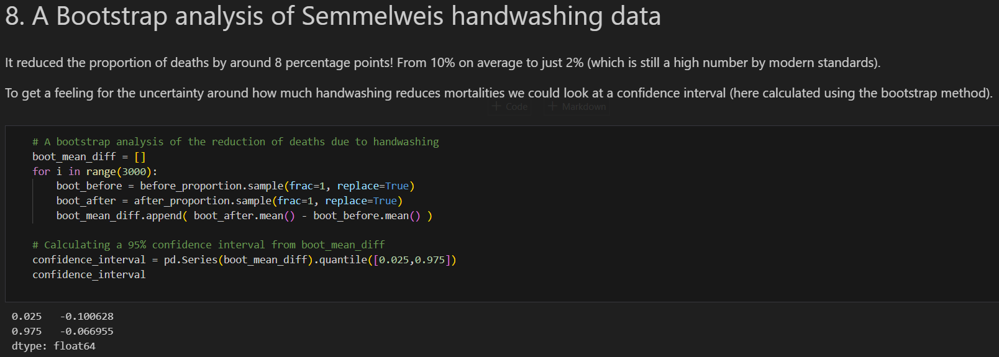 8. A Bootstrap analysis of Semmelweis handwashing data
It reduced the proportion of deaths by around 8 percentage points! From 10% on average to just 2% (which is still a high number by modern standards).
To get a feeling for the uncertainty around how much handwashing reduces mortalities we could look at a confidence interval (here calculated using the bootstrap method).
+ Code + Markdown
# A bootstrap analysis of the reduction of deaths due to handwashing
boot_mean_diff = []
for i in range(3000):
    boot_before = before_proportion.sample(frac=1, replace=True)
    boot_after = after_proportion.sample(frac=1, replace=True)
    boot_mean_diff.append( boot_after.mean() - boot_before.mean() )
# Calculating a 95% confidence interval from boot_mean_diff
confidence_interval = pd.Series(boot_mean_diff).quantile([0.025,0.975])
confidence_interval
0.025   -0.100628
0.975   -0.066955
dtype: float64